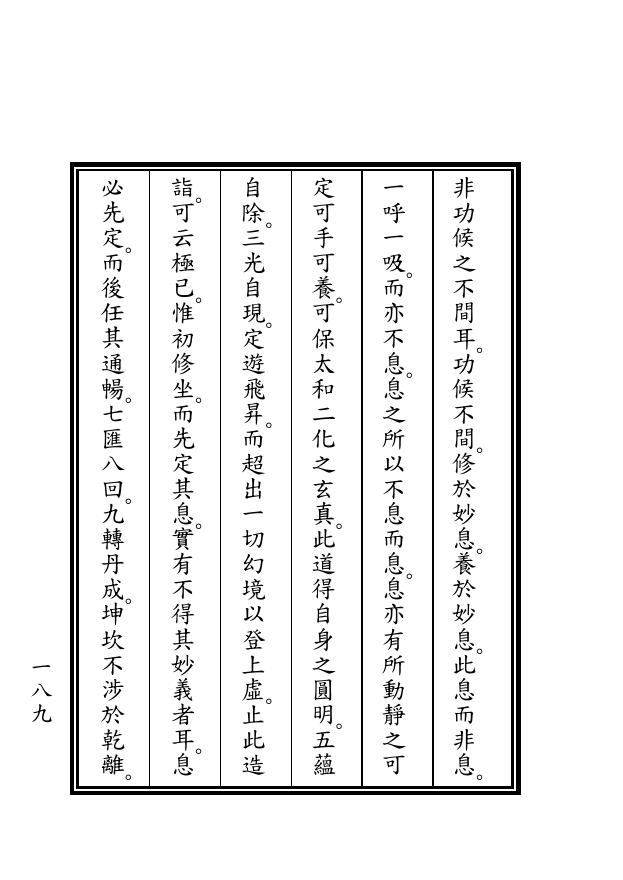 非功候之不間耳。功候不間。修於妙息。養於妙息。此息而非息。
一呼一吸。而亦不息。息之所以不息而息。息亦有所動靜之可
定可手可養。可保太和二化之玄真。此道得自身之圓明。五蘊
自除。三光自現。定遊飛昇。而超出一切幻境以登上虛。止此造
詣。可云極已。惟初修坐。而先定其息。實有不得其妙義者耳。息
必先定。而後任其通暢。七匯八回。九轉丹成。坤坎不涉於乾離。
一八九